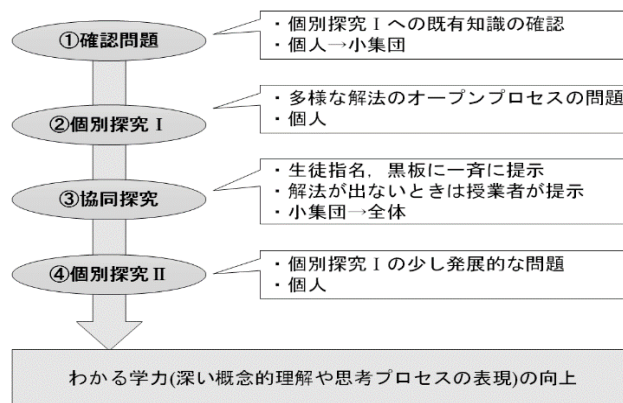 ①確認問題
・個別探究Ⅰへの既有知識の確認
・個人→小集団
②個別探究Ⅰ
・多様な解法のオープンプロセスの問題
・個人
③協同探究
・生徒指名，黒板に一斉に提示
・解法が出ないときは授業者が提示
・小集団→全体
④個別探究Ⅱ
・個別探究Ⅰの少し発展的な問題
・個人
わかる学力(深い概念的理解や思考プロセスの表現)の向上